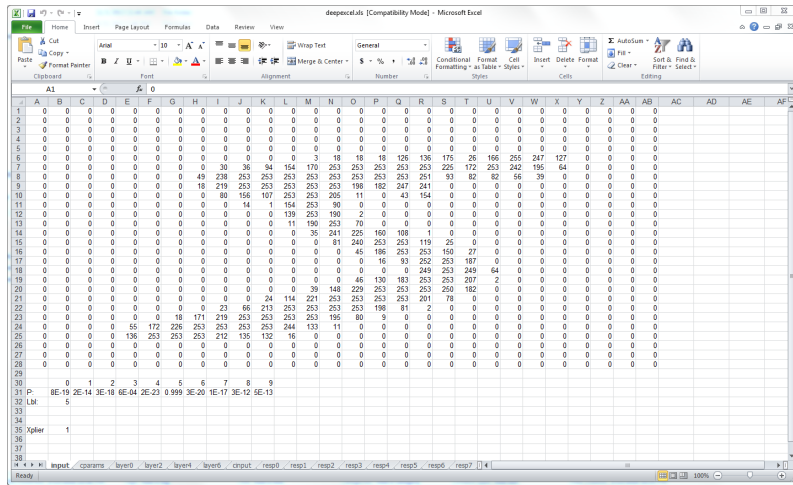 deepexcel.xls [Compatibility Mode] - Microsoft Excel
File Home Insert Page Layout Formulas Data Review View
Paste Cut Copy Format Painter Clipboard
Arial 10 A A B I U A Font
Wrap Text Merge & Center Alignment
General $ % , Number
Conditional Formatting Format as Table Cell Styles Styles
Insert Delete Format Cells
Σ AutoSum Fill Clear Sort & Filter Find & Select Editing
A1 fx 0
A B C D E F G H I J K L M N O P Q R S T U V W X Y Z AA AB AC AD AE AF
1 0 0 0 0 0 0 0 0 0 0 0 0 0 0 0 0 0 0 0 0 0 0 0 0 0 0 0 0
2 0 0 0 0 0 0 0 0 0 0 0 0 0 0 0 0 0 0 0 0 0 0 0 0 0 0 0 0
3 0 0 0 0 0 0 0 0 0 0 0 0 0 0 0 0 0 0 0 0 0 0 0 0 0 0 0 0
4 0 0 0 0 0 0 0 0 0 0 0 0 0 0 0 0 0 0 0 0 0 0 0 0 0 0 0 0
5 0 0 0 0 0 0 0 0 0 0 0 0 0 0 0 0 0 0 0 0 0 0 0 0 0 0 0 0
6 0 0 0 0 0 0 0 0 0 0 0 0 3 18 18 18 126 136 175 26 166 255 247 127 0 0 0 0
7 0 0 0 0 0 0 0 0 30 36 94 154 170 253 253 253 253 253 225 172 253 242 195 64 0 0 0 0
8 0 0 0 0 0 0 0 49 238 253 253 253 253 253 253 253 253 251 93 82 82 56 39 0 0 0 0 0
9 0 0 0 0 0 0 0 18 219 253 253 253 253 253 198 182 247 241 0 0 0 0 0 0 0 0 0 0
10 0 0 0 0 0 0 0 0 80 156 107 253 253 205 11 0 43 154 0 0 0 0 0 0 0 0 0 0
11 0 0 0 0 0 0 0 0 0 14 1 154 253 90 0 0 0 0 0 0 0 0 0 0 0 0 0 0
12 0 0 0 0 0 0 0 0 0 0 0 139 253 190 2 0 0 0 0 0 0 0 0 0 0 0 0 0
13 0 0 0 0 0 0 0 0 0 0 0 11 190 253 70 0 0 0 0 0 0 0 0 0 0 0 0 0
14 0 0 0 0 0 0 0 0 0 0 0 0 35 241 225 160 108 1 0 0 0 0 0 0 0 0 0 0
15 0 0 0 0 0 0 0 0 0 0 0 0 0 81 240 253 253 119 25 0 0 0 0 0 0 0 0 0
16 0 0 0 0 0 0 0 0 0 0 0 0 0 0 45 186 253 253 150 27 0 0 0 0 0 0 0 0
17 0 0 0 0 0 0 0 0 0 0 0 0 0 0 0 16 93 252 253 187 0 0 0 0 0 0 0 0
18 0 0 0 0 0 0 0 0 0 0 0 0 0 0 0 0 0 249 253 249 64 0 0 0 0 0 0 0
19 0 0 0 0 0 0 0 0 0 0 0 0 0 0 46 130 183 253 253 207 2 0 0 0 0 0 0 0
20 0 0 0 0 0 0 0 0 0 0 0 0 39 148 229 253 253 253 250 182 0 0 0 0 0 0 0 0
21 0 0 0 0 0 0 0 0 0 0 24 114 221 253 253 253 253 201 78 0 0 0 0 0 0 0 0 0
22 0 0 0 0 0 0 0 0 23 66 213 253 253 253 253 198 81 2 0 0 0 0 0 0 0 0 0 0
23 0 0 0 0 0 0 18 171 219 253 253 253 253 195 80 9 0 0 0 0 0 0 0 0 0 0 0 0
24 0 0 0 0 55 172 226 253 253 253 253 244 133 11 0 0 0 0 0 0 0 0 0 0 0 0 0 0
25 0 0 0 0 136 253 253 253 212 135 132 16 0 0 0 0 0 0 0 0 0 0 0 0 0 0 0 0
26 0 0 0 0 0 0 0 0 0 0 0 0 0 0 0 0 0 0 0 0 0 0 0 0 0 0 0 0
27 0 0 0 0 0 0 0 0 0 0 0 0 0 0 0 0 0 0 0 0 0 0 0 0 0 0 0 0
28 0 0 0 0 0 0 0 0 0 0 0 0 0 0 0 0 0 0 0 0 0 0 0 0 0 0 0 0
29
30 0 1 2 3 4 5 6 7 8 9
31 P: 8E-19 2E-14 3E-18 6E-04 2E-23 0.999 3E-20 1E-17 3E-12 5E-13
32 Lbl: 5
33
34
35 Xplier 1
36
37
38
input cparams layer0 layer2 layer4 layer6 cinput resp0 resp1 resp2 resp3 resp4 resp5 resp6 resp7
Ready 100%